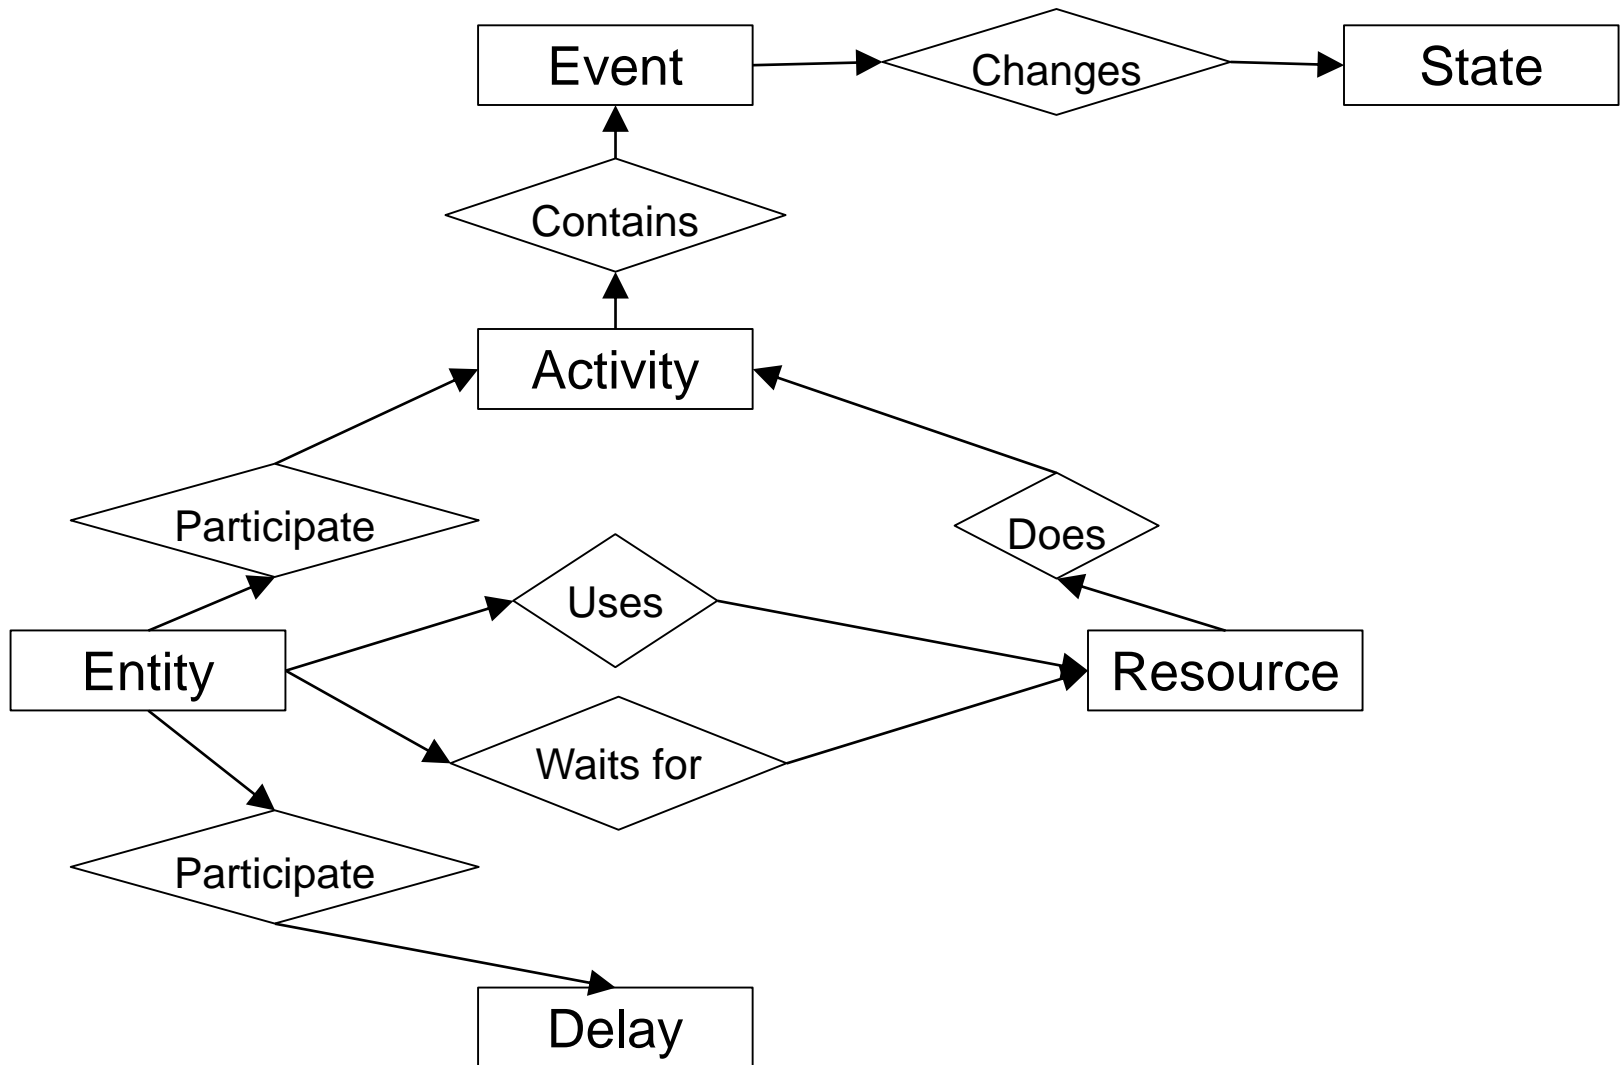 Event
Changes
State
Contains
Activity
Participate
Does
Uses
Entity
Resource
Waits for
Participate
Delay